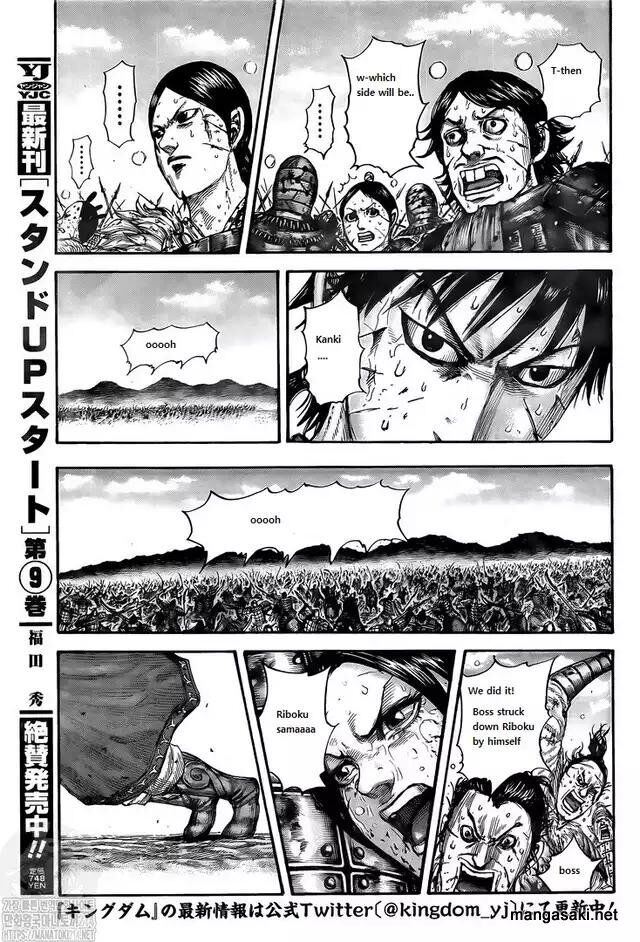 T-then
w-which
side will be..
……
……
Kanki
....
ooooh
ooooh
We did it!
Boss struck
down Riboku
by himself
boss
Riboku
samaaaa
YJ
ヤンジャン
YJC
最新刊
[スタンドUPスタート]
第⑨巻
福田 秀
絶賛発売中!!
定価
748
YEN
『キングダム』の最新情報は公式Twitter(@kingdom_yj)にて更新中!
mangasaki.net
HTTPS://MANATOKI71.NET